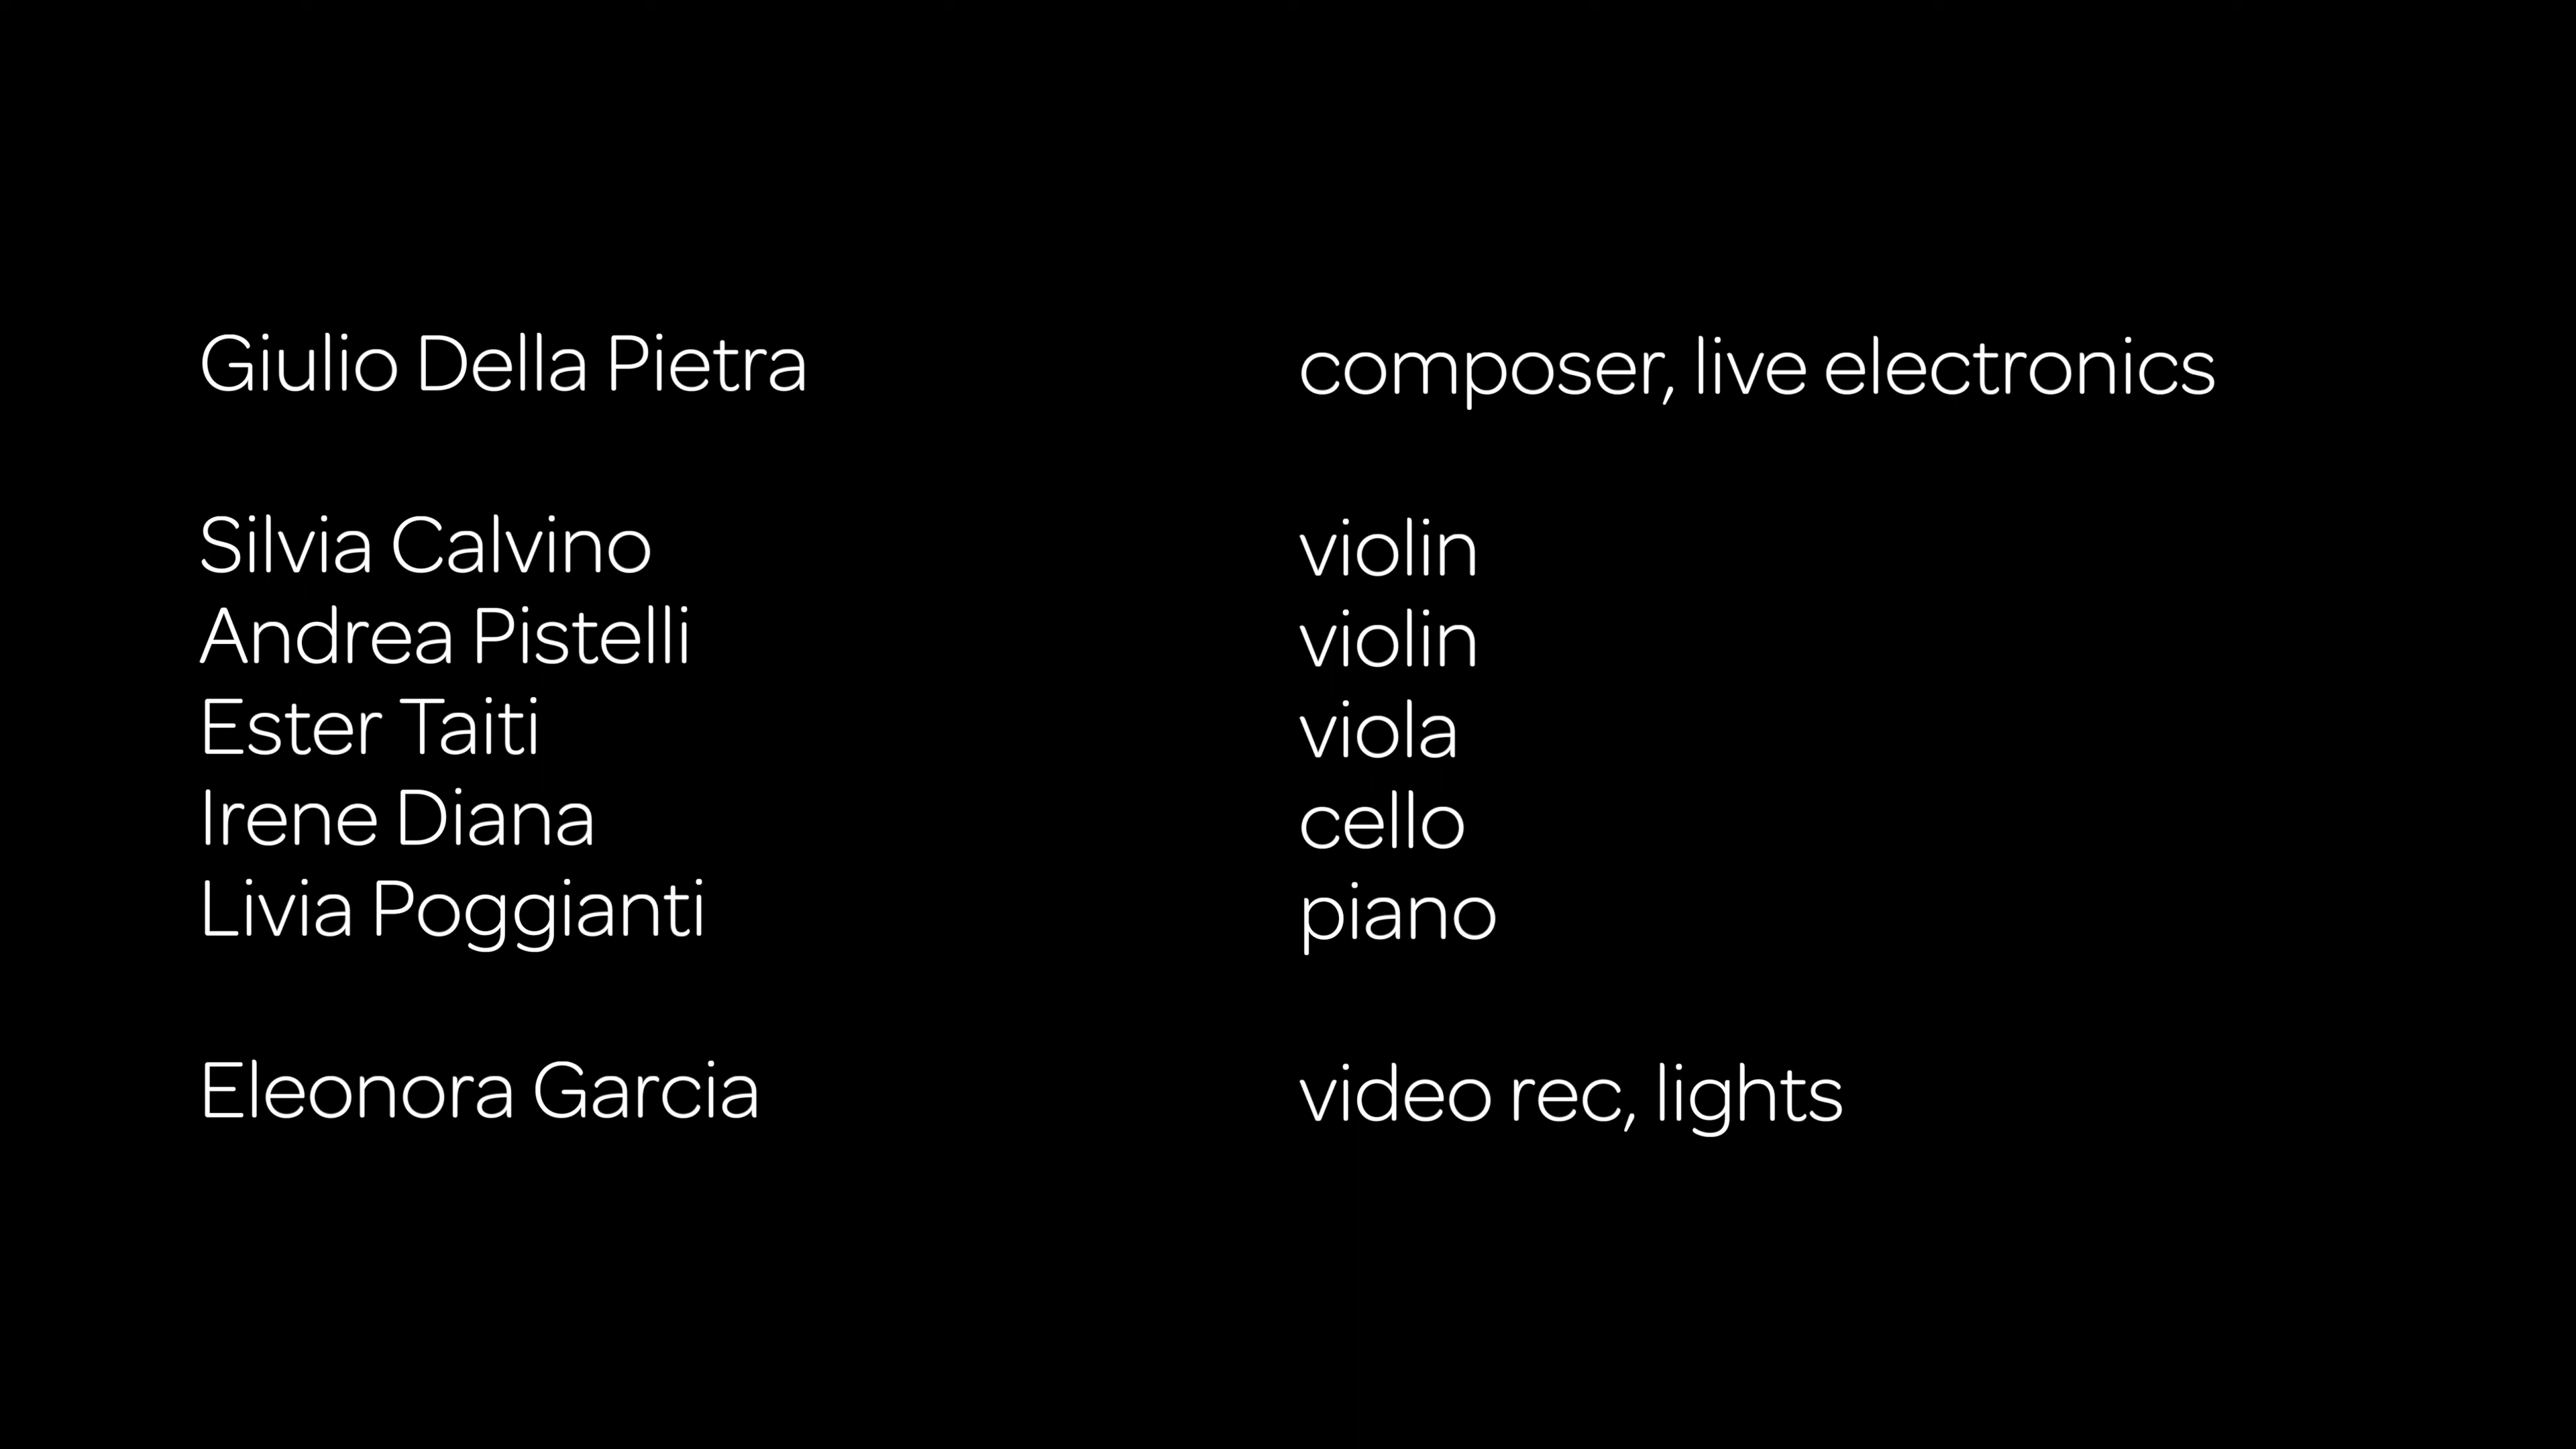 Giulio Della Pietra composer, live electronics
Silvia Calvino violin
Andrea Pistelli violin
Ester Taiti viola
Irene Diana cello
Livia Poggianti piano
Eleonora Garcia video rec, lights